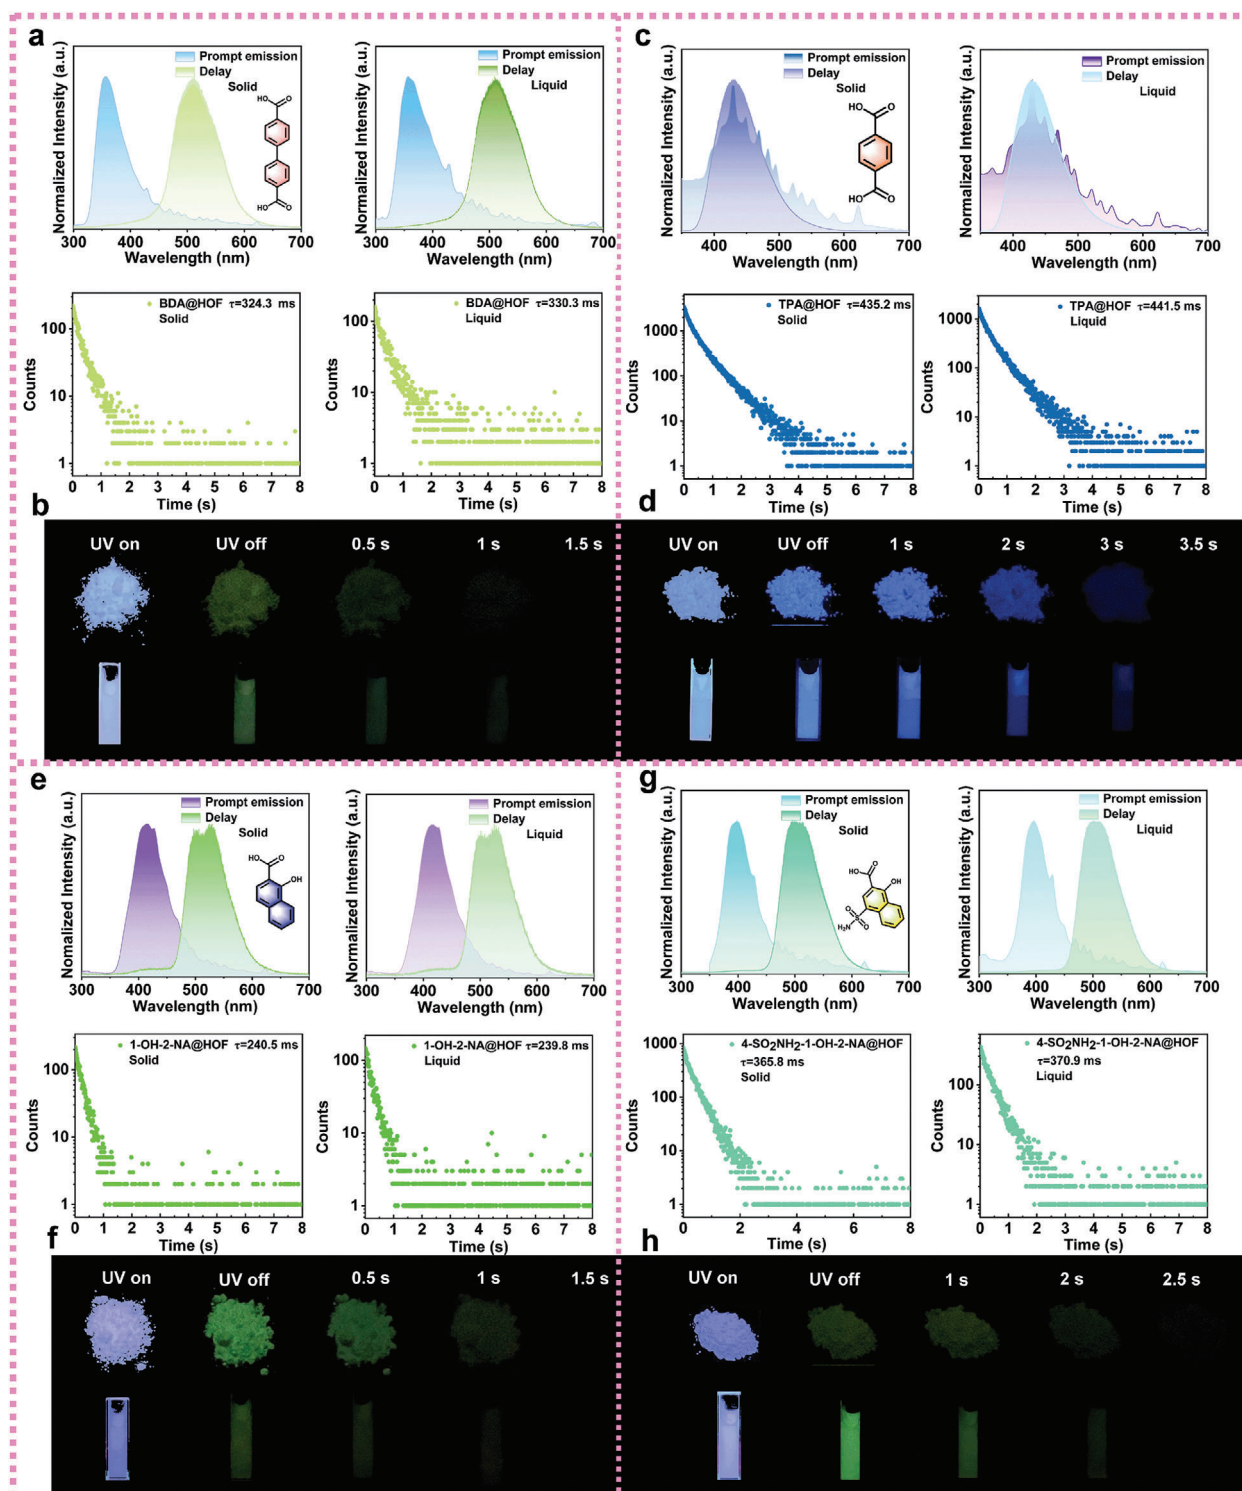 a
Normalized Intensity (a.u.)
Prompt emission
Delay
Solid
HO
O
HO
O
300 400 500 600 700
Wavelength (nm)
Prompt emission
Delay
Liquid
300 400 500 600 700
Wavelength (nm)
Counts
100
10
1
BDA@HOF τ=324.3 ms
Solid
0 1 2 3 4 5 6 7 8
Time (s)
Counts
100
10
1
BDA@HOF τ=330.3 ms
Liquid
0 1 2 3 4 5 6 7 8
Time (s)
b
UV on UV off 0.5 s 1 s 1.5 s
c
Normalized Intensity (a.u.)
Prompt emission
Delay
Solid
HO
O
HO
O
400 500 600 700
Wavelength (nm)
Normalized Intensity (a.u.)
Prompt emission
Delay
Liquid
400 500 600 700
Wavelength (nm)
Counts
1000
100
10
1
TPA@HOF τ=435.2 ms
Solid
0 1 2 3 4 5 6 7 8
Time (s)
Counts
1000
100
10
1
TPA@HOF τ=441.5 ms
Liquid
0 1 2 3 4 5 6 7 8
Time (s)
d
UV on UV off 1 s 2 s 3 s 3.5 s
e
Normalized Intensity (a.u.)
Prompt emission
Delay
Solid
HO
O
OH
300 400 500 600 700
Wavelength (nm)
Normalized Intensity (a.u.)
Prompt emission
Delay
Liquid
300 400 500 600 700
Wavelength (nm)
Counts
100
10
1
1-OH-2-NA@HOF τ=240.5 ms
Solid
0 1 2 3 4 5 6 7 8
Time (s)
Counts
100
10
1
1-OH-2-NA@HOF τ=239.8 ms
Liquid
0 1 2 3 4 5 6 7 8
Time (s)
f
UV on UV off 0.5 s 1 s 1.5 s
g
Normalized Intensity (a.u.)
Prompt emission
Delay
Solid
HO
O
OH
O
S
O
H₂N
300 400 500 600 700
Wavelength (nm)
Normalized Intensity (a.u.)
Prompt emission
Delay
Liquid
300 400 500 600 700
Wavelength (nm)
Counts
1000
100
10
1
4-SO₂NH₂-1-OH-2-NA@HOF
τ=365.8 ms
Solid
0 2 4 6 8
Time (s)
Counts
100
10
1
4-SO₂NH₂-1-OH-2-NA@HOF
τ=370.9 ms
Liquid
0 1 2 3 4 5 6 7 8
Time (s)
h
UV on UV off 1 s 2 s 2.5 s